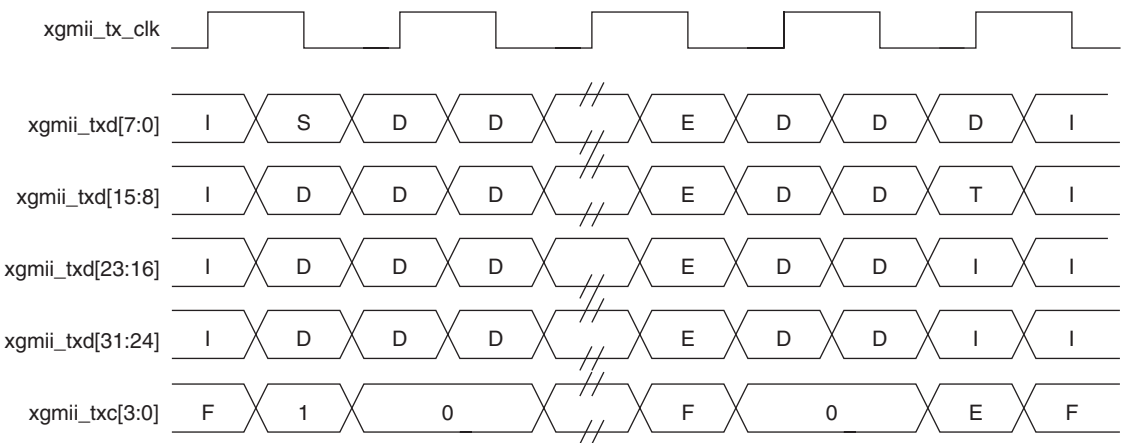 xgmii_tx_clk
xgmii_txd[7:0] I S D D E D D D I
xgmii_txd[15:8] I D D D E D D T I
xgmii_txd[23:16] I D D D E D D I I
xgmii_txd[31:24] I D D D E D D I I
xgmii_txc[3:0] F 1 0 F 0 E F